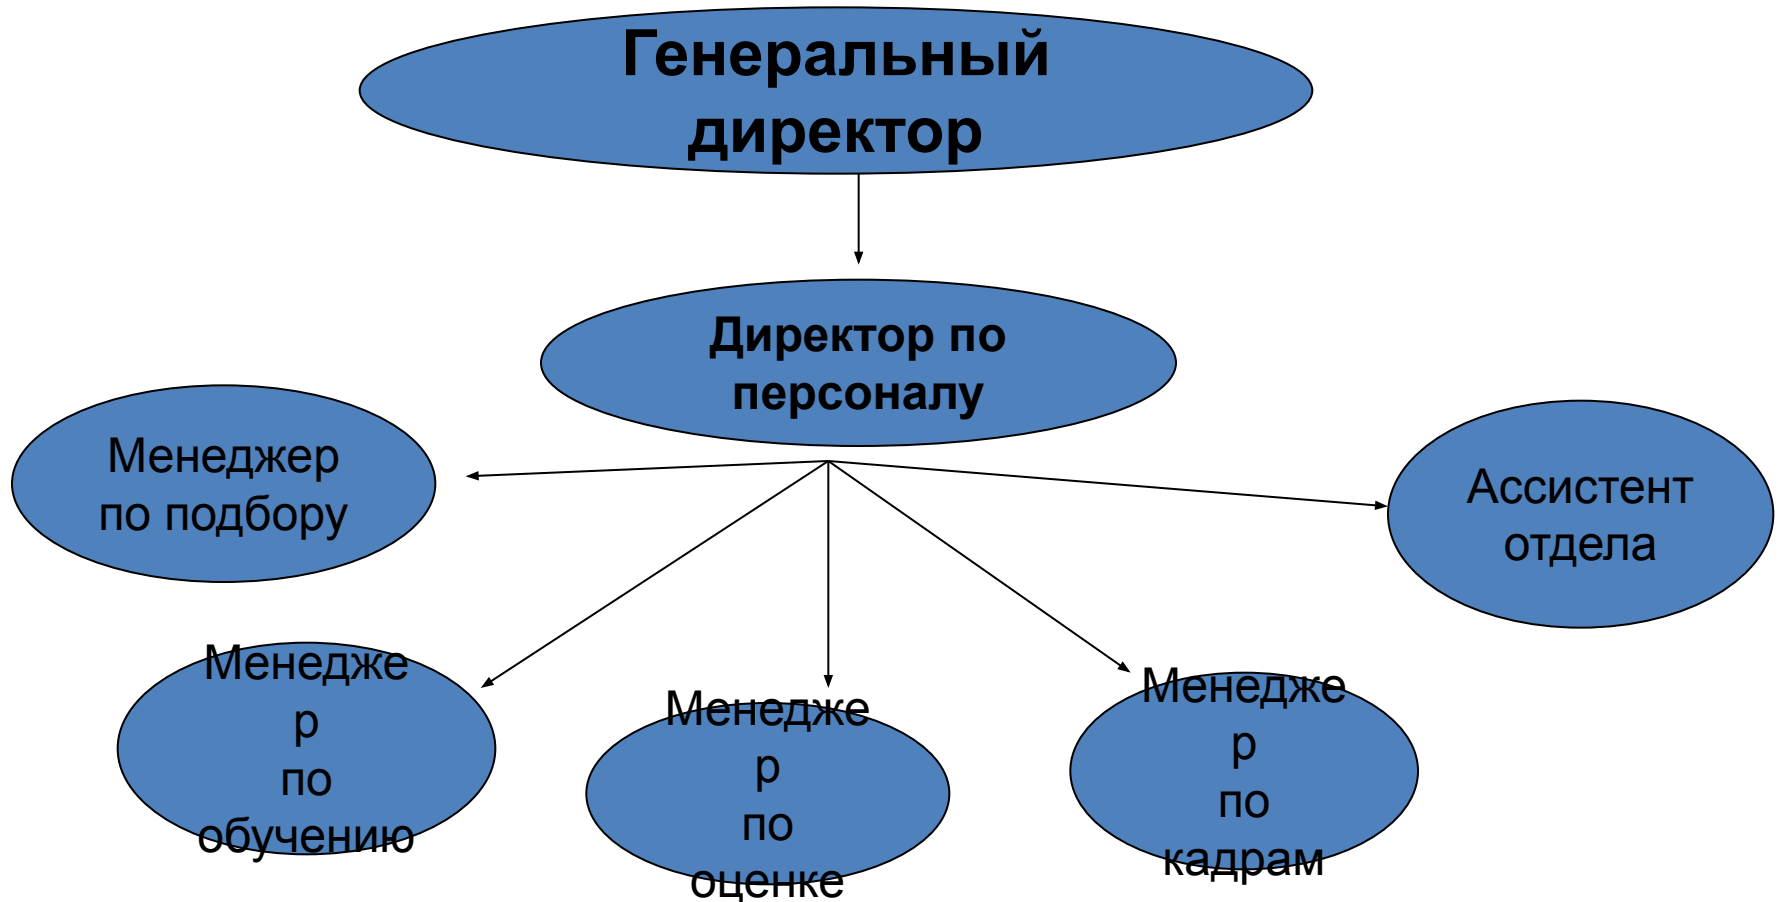 Генеральный
директор
Директор по
персоналу
Менеджер
по подбору
Ассистент
отдела
Менедже
р
по
обучению
Менедже
р
по
оценке
Менедже
р
по
кадрам